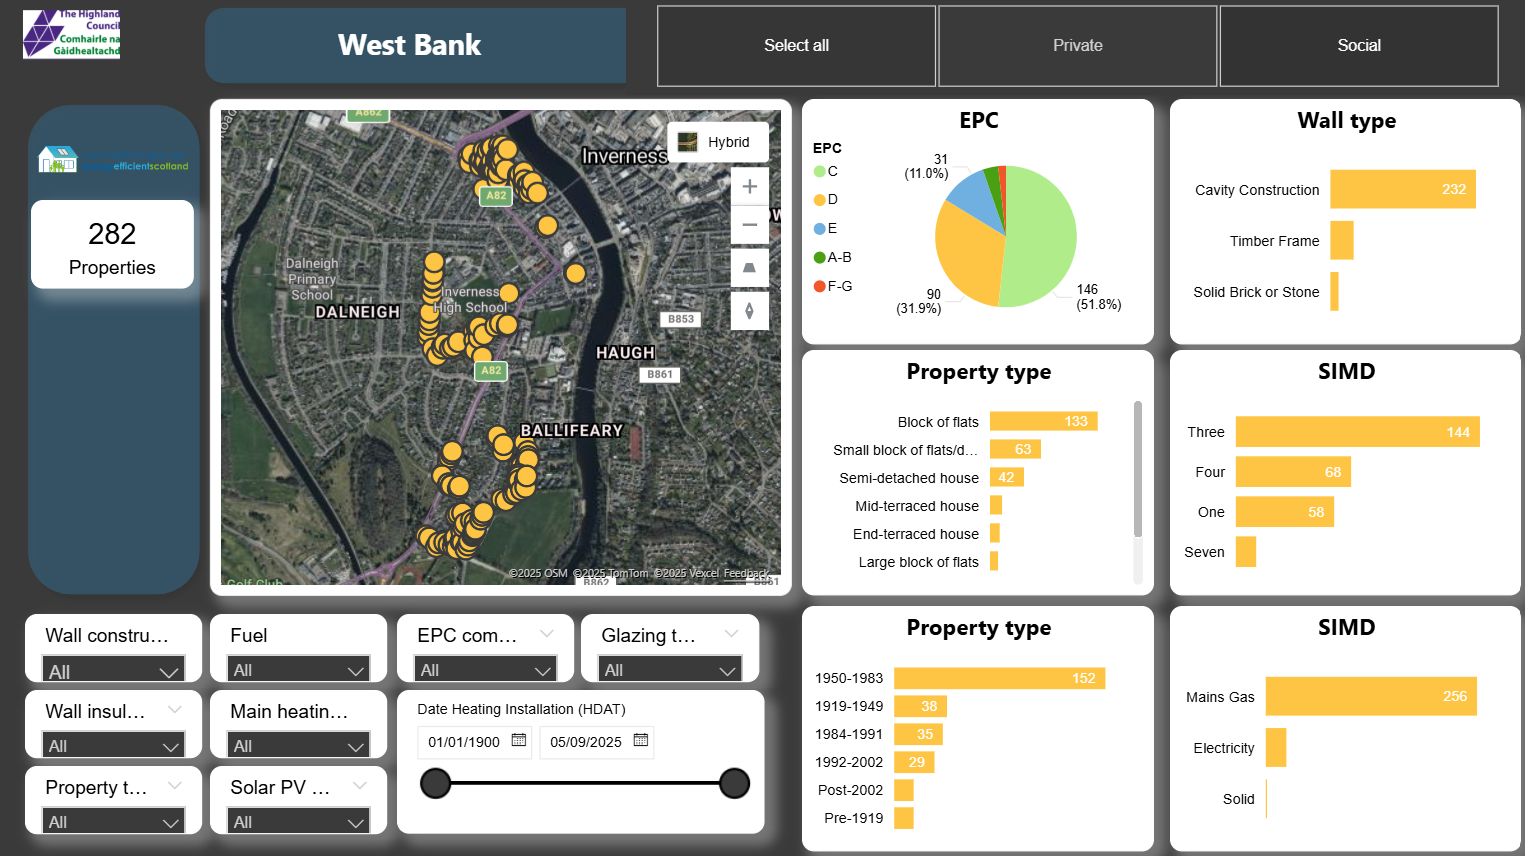 The Highland
Council
Comhairle na
Gàidhealtachd
West Bank
Select all
Private
Social
efficientscotland
282
Properties
A862
Hybrid
Inverness
A82
Dalneigh
Primary
School
Inverness
High School
DALNEIGH
B853
HAUGH
A82
B861
BALLIFEARY
©2025 OSM ©2025 TomTom ©2025 Vexcel Feedback
Golf Club
B862
B861
EPC
EPC
C
D
E
A-B
F-G
31
(11.0%)
90
(31.9%)
146
(51.8%)
Wall type
Cavity Construction 232
Timber Frame
Solid Brick or Stone
Property type
Block of flats 133
Small block of flats/d... 63
Semi-detached house 42
Mid-terraced house
End-terraced house
Large block of flats
SIMD
Three 144
Four 68
One 58
Seven
Wall constru...
All
Fuel
All
EPC com...
All
Glazing t...
All
Wall insul...
All
Main heatin...
All
Date Heating Installation (HDAT)
01/01/1900
05/09/2025
Property t...
All
Solar PV ...
All
Property type
1950-1983 152
1919-1949 38
1984-1991 35
1992-2002 29
Post-2002
Pre-1919
SIMD
Mains Gas 256
Electricity
Solid